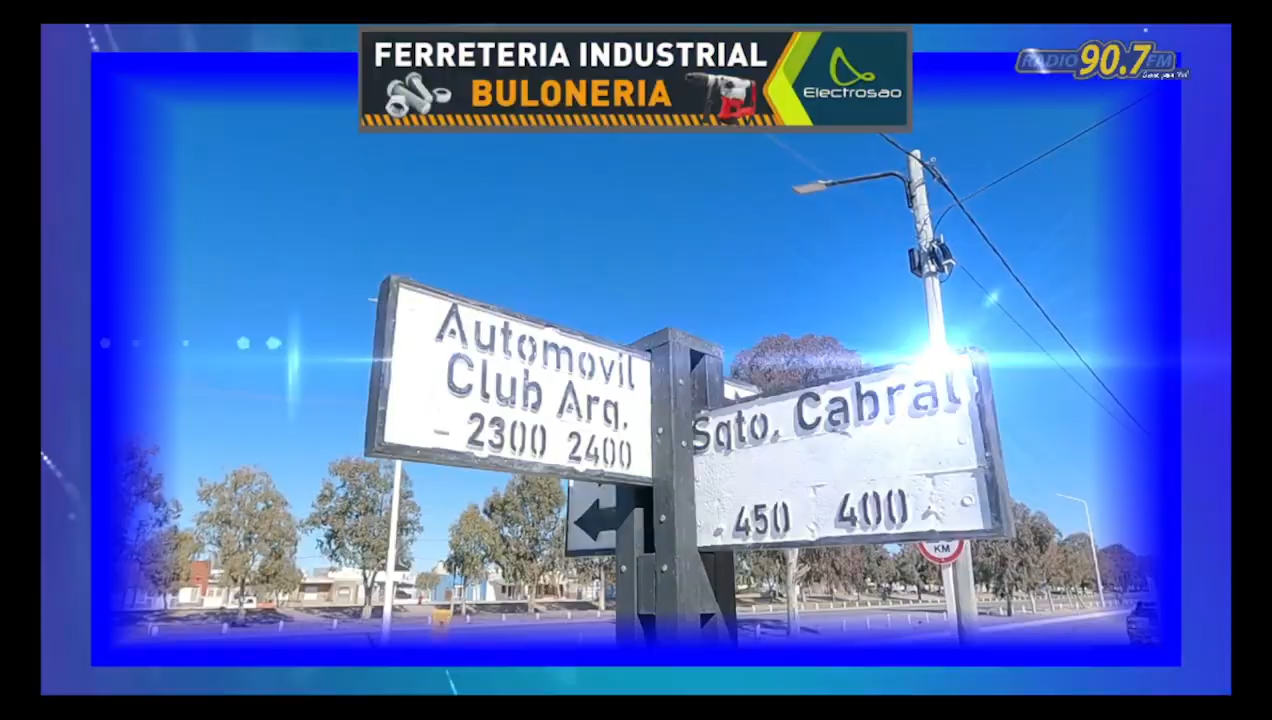 FERRETERIA INDUSTRIAL
BULONERIA
Electrosao
RADIO 90.7 FM
Automovil
Club Arg.
2300 2400
Sgto. Cabral
450 400
KM